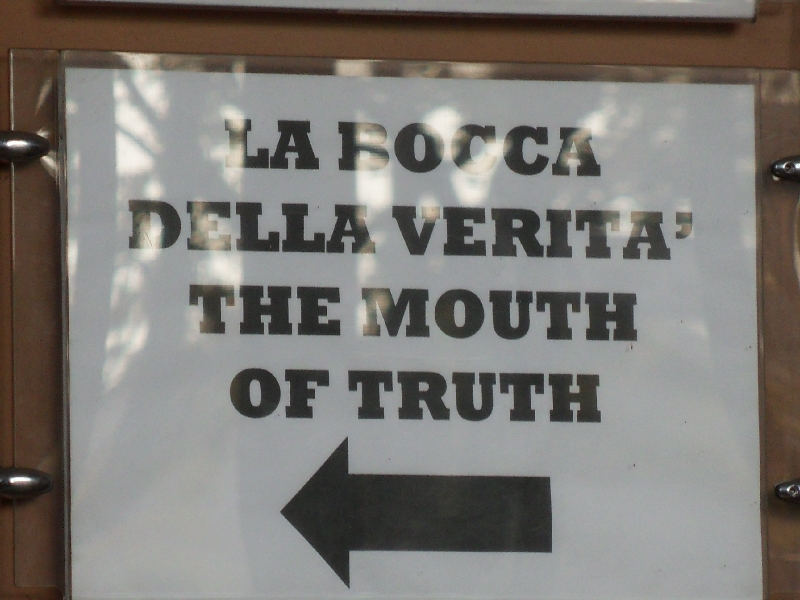 LA BOCCA
DELLA VERITA'
THE MOUTH
OF TRUTH